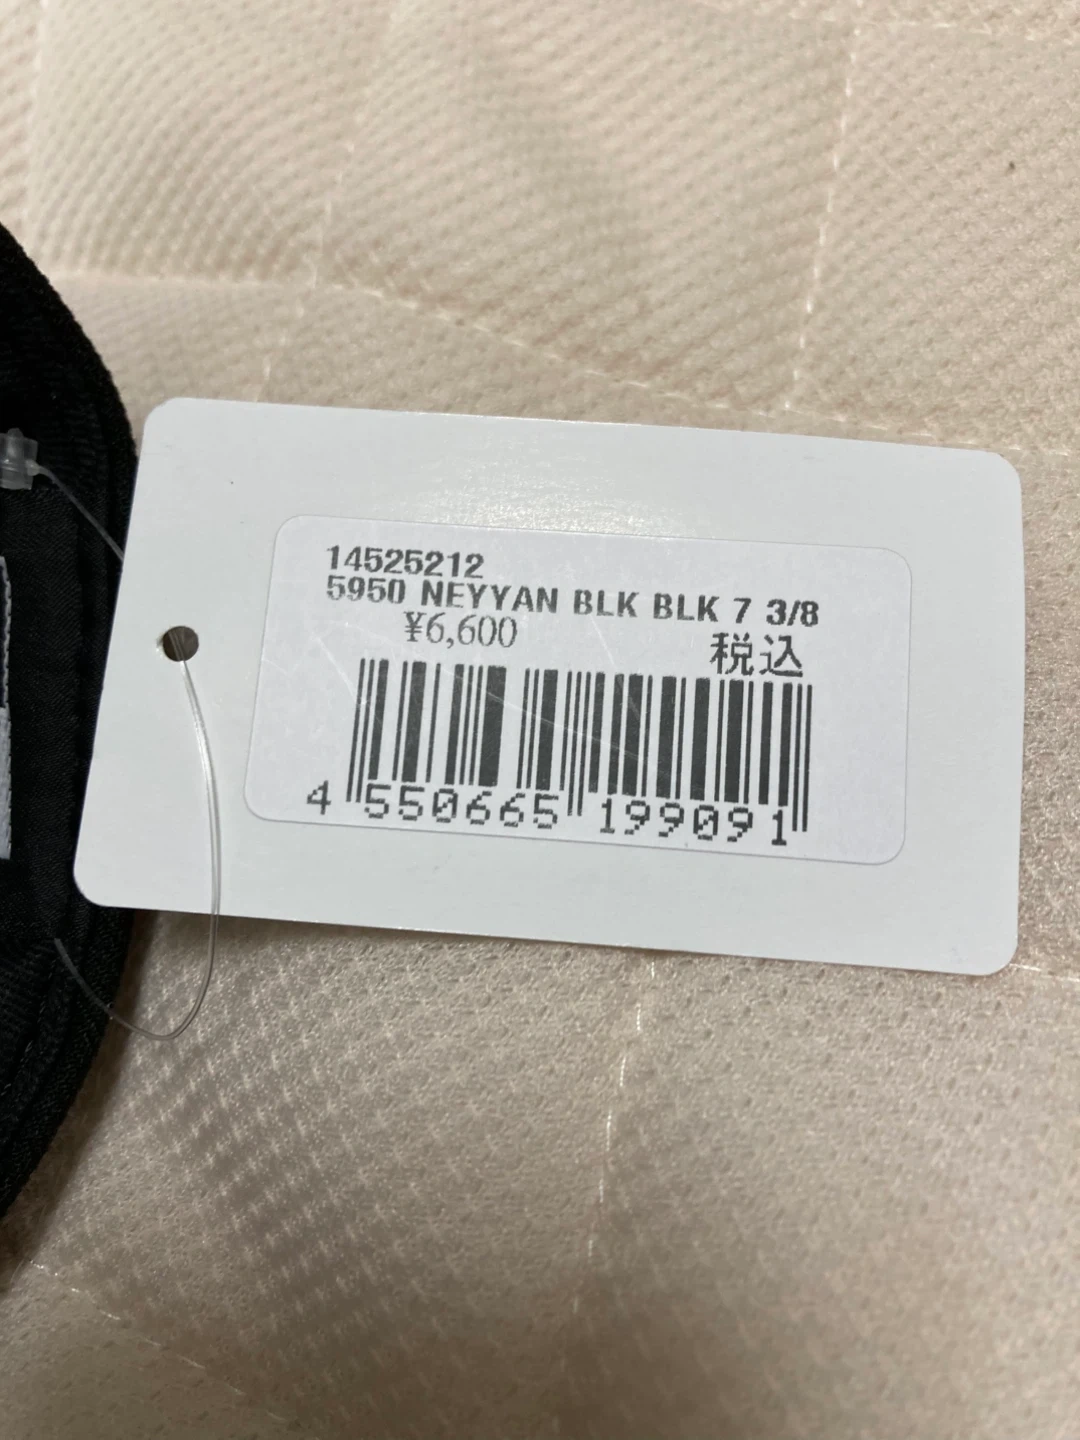 14525212
5950 NEYYAN BLK BLK 7 3/8
¥6,600 税込
4 550665 199091